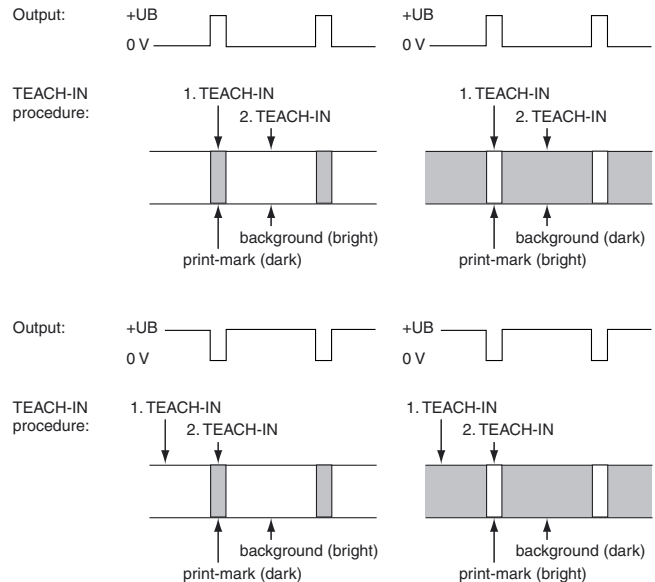 Output:
+UB
0 V
+UB
0 V
TEACH-IN
procedure:
1. TEACH-IN
2. TEACH-IN
1. TEACH-IN
2. TEACH-IN
background (bright)
print-mark (dark)
background (dark)
print-mark (bright)
Output:
+UB
0 V
+UB
0 V
TEACH-IN
procedure:
1. TEACH-IN
2. TEACH-IN
1. TEACH-IN
2. TEACH-IN
background (bright)
print-mark (dark)
background (dark)
print-mark (bright)